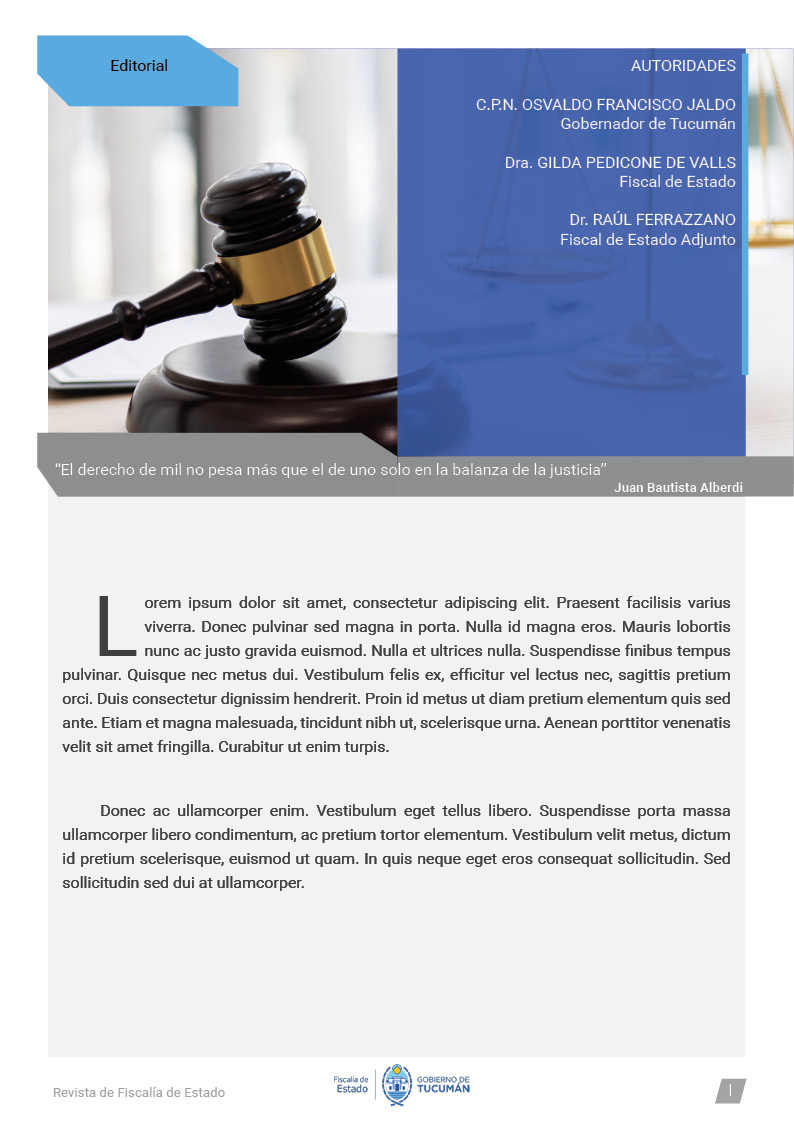 Editorial
AUTORIDADES
C.P.N. OSVALDO FRANCISCO JALDO
Gobernador de Tucumán
Dra. GILDA PEDICONE DE VALLS
Fiscal de Estado
Dr. RAÚL FERRAZZANO
Fiscal de Estado Adjunto
“El derecho de mil no pesa más que el de uno solo en la balanza de la justicia”
Juan Bautista Alberdi
Lorem ipsum dolor sit amet, consectetur adipiscing elit. Praesent facilisis varius
viverra. Donec pulvinar sed magna in porta. Nulla id magna eros. Mauris lobortis
nunc ac justo gravida euismod. Nulla et ultrices nulla. Suspendisse finibus tempus
pulvinar. Quisque nec metus dui. Vestibulum felis ex, efficitur vel lectus nec, sagittis pretium
orci. Duis consectetur dignissim hendrerit. Proin id metus ut diam pretium elementum quis sed
ante. Etiam et magna malesuada, tincidunt nibh ut, scelerisque urna. Aenean porttitor venenatis
velit sit amet fringilla. Curabitur ut enim turpis.
Donec ac ullamcorper enim. Vestibulum eget tellus libero. Suspendisse porta massa
ullamcorper libero condimentum, ac pretium tortor elementum. Vestibulum velit metus, dictum
id pretium scelerisque, euismod ut quam. In quis neque eget eros consequat sollicitudin. Sed
sollicitudin sed dui at ullamcorper.
Revista de Fiscalía de Estado
Fiscalía de
Estado
GOBIERNO DE
TUCUMÁN
1